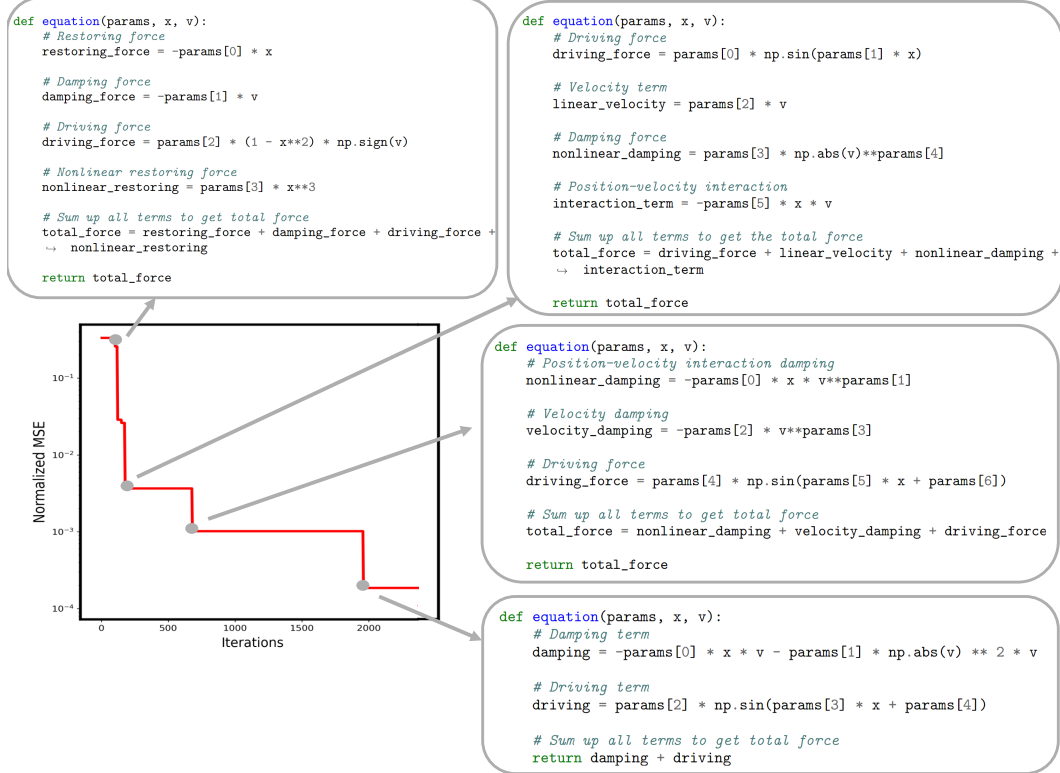 def equation(params, x, v):
# Restoring force
restoring_force = -params[0] * x
# Damping force
damping_force = -params[1] * v
# Driving force
driving_force = params[2] * (1 - x**2) * np.sign(v)
# Nonlinear restoring force
nonlinear_restoring = params[3] * x**3
# Sum up all terms to get total force
total_force = restoring_force + damping_force + driving_force +
↪ nonlinear_restoring
return total_force
def equation(params, x, v):
# Driving force
driving_force = params[0] * np.sin(params[1] * x)
# Velocity term
linear_velocity = params[2] * v
# Damping force
nonlinear_damping = params[3] * np.abs(v)**params[4]
# Position-velocity interaction
interaction_term = -params[5] * x * v
# Sum up all terms to get the total force
total_force = driving_force + linear_velocity + nonlinear_damping +
↪ interaction_term
return total_force
def equation(params, x, v):
# Position-velocity interaction damping
nonlinear_damping = -params[0] * x * v**params[1]
# Velocity damping
velocity_damping = -params[2] * v**params[3]
# Driving force
driving_force = params[4] * np.sin(params[5] * x + params[6])
# Sum up all terms to get total force
total_force = nonlinear_damping + velocity_damping + driving_force
return total_force
def equation(params, x, v):
# Damping term
damping = -params[0] * x * v - params[1] * np.abs(v) ** 2 * v
# Driving term
driving = params[2] * np.sin(params[3] * x + params[4])
# Sum up all terms to get total force
return damping + driving
Normalized MSE
10⁻¹
10⁻²
10⁻³
10⁻⁴
0 500 1000 1500 2000
Iterations